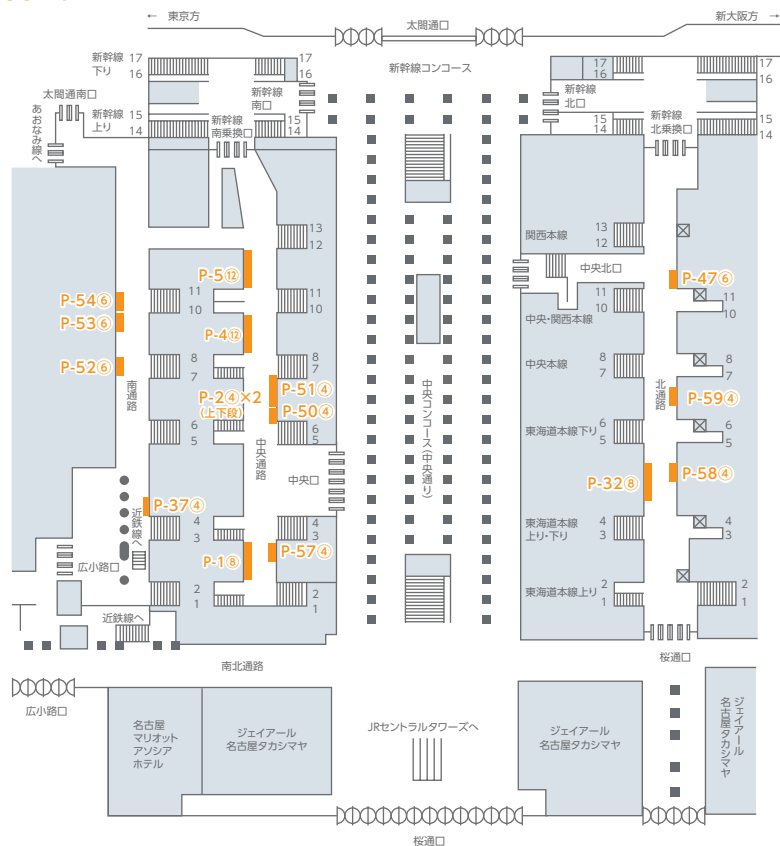 ← 東京方
太閤通口
新大阪方 →
新幹線
下り
17
16
17
16
新幹線コンコース
17
16
17
16
太閤通南口
あおなみ線へ
新幹線
上り
15
14
新幹線
南口
新幹線
南乗換口
15
14
新幹線
北口
15
14
新幹線
北乗換口
15
14
13
12
関西本線
13
12
中央北口
P-5⑫
P-47⑥
P-54⑥
P-53⑥
11
10
11
10
11
10
11
10
中央・関西本線
P-4⑫
P-52⑥
8
7
8
7
中央本線
8
7
8
7
南通路
P-2④×2
(上下段)
P-51④
P-50④
中央コンコース(中央通り)
北通路
P-59④
6
5
6
5
東海道本線下り
6
5
6
5
中央通路
中央口
P-32⑧
P-58④
P-37④
近鉄線へ
4
3
4
3
東海道本線
上り・下り
4
3
4
3
広小路口
P-1⑧
P-57④
2
1
2
1
東海道本線上り
2
1
2
1
近鉄線へ
南北通路
桜通口
広小路口
名古屋
マリオット
アソシア
ホテル
ジェイアール
名古屋タカシマヤ
JRセントラルタワーズへ
ジェイアール
名古屋タカシマヤ
ジェイアール
名古屋タカシマヤ
桜通口